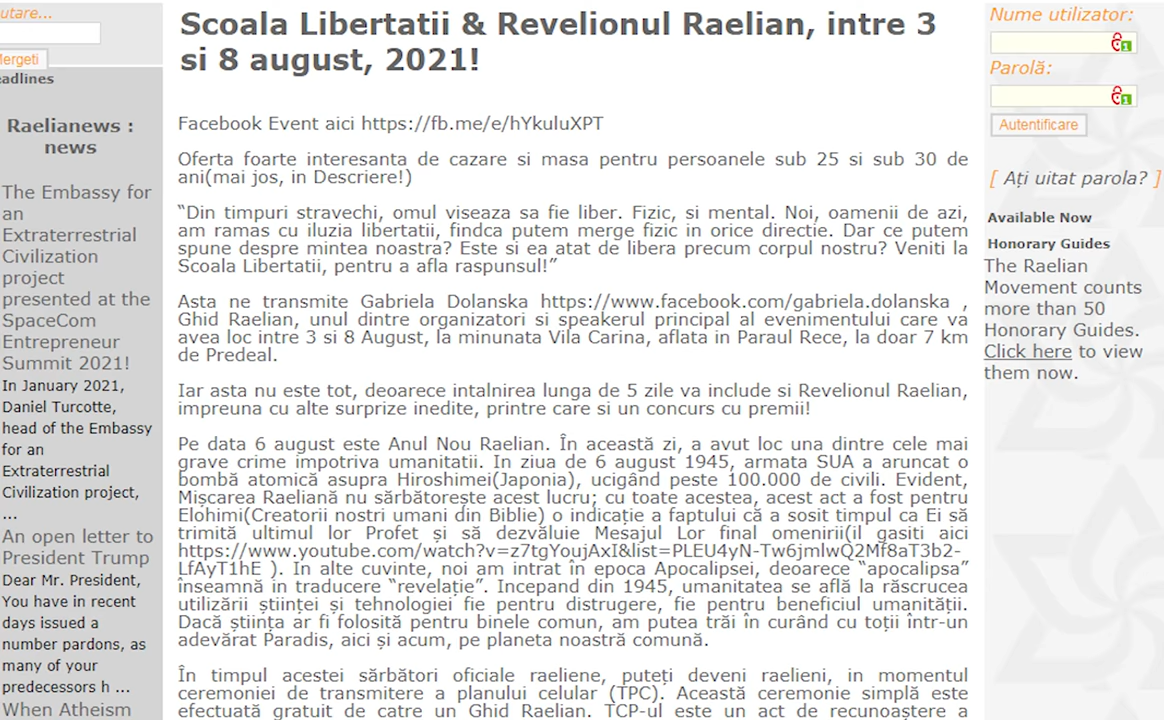 utare...
Mergeti
eadlines
Raelianews :
news
The Embassy for
an
Extraterrestrial
Civilization
project
presented at the
SpaceCom
Entrepreneur
Summit 2021!
In January 2021,
Daniel Turcotte,
head of the Embassy
for an
Extraterrestrial
Civilization project,
...
An open letter to
President Trump
Dear Mr. President,
You have in recent
days issued a
number pardons, as
many of your
predecessors h ...
When Atheism
Scoala Libertatii & Revelionul Raelian, intre 3
si 8 august, 2021!
Facebook Event aici https://fb.me/e/hYkuluXPT
Oferta foarte interesanta de cazare si masa pentru persoanele sub 25 si sub 30 de
ani(mai jos, in Descriere!)
“Din timpuri stravechi, omul viseaza sa fie liber. Fizic, si mental. Noi, oamenii de azi,
am ramas cu iluzia libertatii, findca putem merge fizic in orice directie. Dar ce putem
spune despre mintea noastra? Este si ea atat de libera precum corpul nostru? Veniti la
Scoala Libertatii, pentru a afla raspunsul!”
Asta ne transmite Gabriela Dolanska https://www.facebook.com/gabriela.dolanska ,
Ghid Raelian, unul dintre organizatori si speakerul principal al evenimentului care va
avea loc intre 3 si 8 August, la minunata Vila Carina, aflata in Paraul Rece, la doar 7 km
de Predeal.
Iar asta nu este tot, deoarece intalnirea lunga de 5 zile va include si Revelionul Raelian,
impreuna cu alte surprize inedite, printre care si un concurs cu premii!
Pe data 6 august este Anul Nou Raelian. În această zi, a avut loc una dintre cele mai
grave crime impotriva umanitatii. In ziua de 6 august 1945, armata SUA a aruncat o
bombă atomică asupra Hiroshimei(Japonia), ucigând peste 100.000 de civili. Evident,
Mișcarea Raeliană nu sărbătorește acest lucru; cu toate acestea, acest act a fost pentru
Elohimi(Creatorii nostri umani din Biblie) o indicație a faptului că a sosit timpul ca Ei să
trimită ultimul lor Profet și să dezvăluie Mesajul Lor final omenirii(il gasiti aici
https://www.youtube.com/watch?v=z7tgYoujAxI&list=PLEU4yN-Tw6jmlwQ2Mf8aT3b2-
LfAyT1hE ). In alte cuvinte, noi am intrat în epoca Apocalipsei, deoarece “apocalipsa”
înseamnă in traducere “revelație”. Incepand din 1945, umanitatea se află la răscrucea
utilizării științei și tehnologiei fie pentru distrugere, fie pentru beneficiul umanității.
Dacă știința ar fi folosită pentru binele comun, am putea trăi în curând cu toții într-un
adevărat Paradis, aici și acum, pe planeta noastră comună.
În timpul acestei sărbători oficiale raeliene, puteți deveni raelieni, in momentul
ceremoniei de transmitere a planului celular (TPC). Această ceremonie simplă este
efectuată gratuit de catre un Ghid Raelian. TCP-ul este un act de recunoaștere a
Nume utilizator:
Parolă:
Autentificare
[ Ați uitat parola? ]
Available Now
Honorary Guides
The Raelian
Movement counts
more than 50
Honorary Guides.
Click here to view
them now.